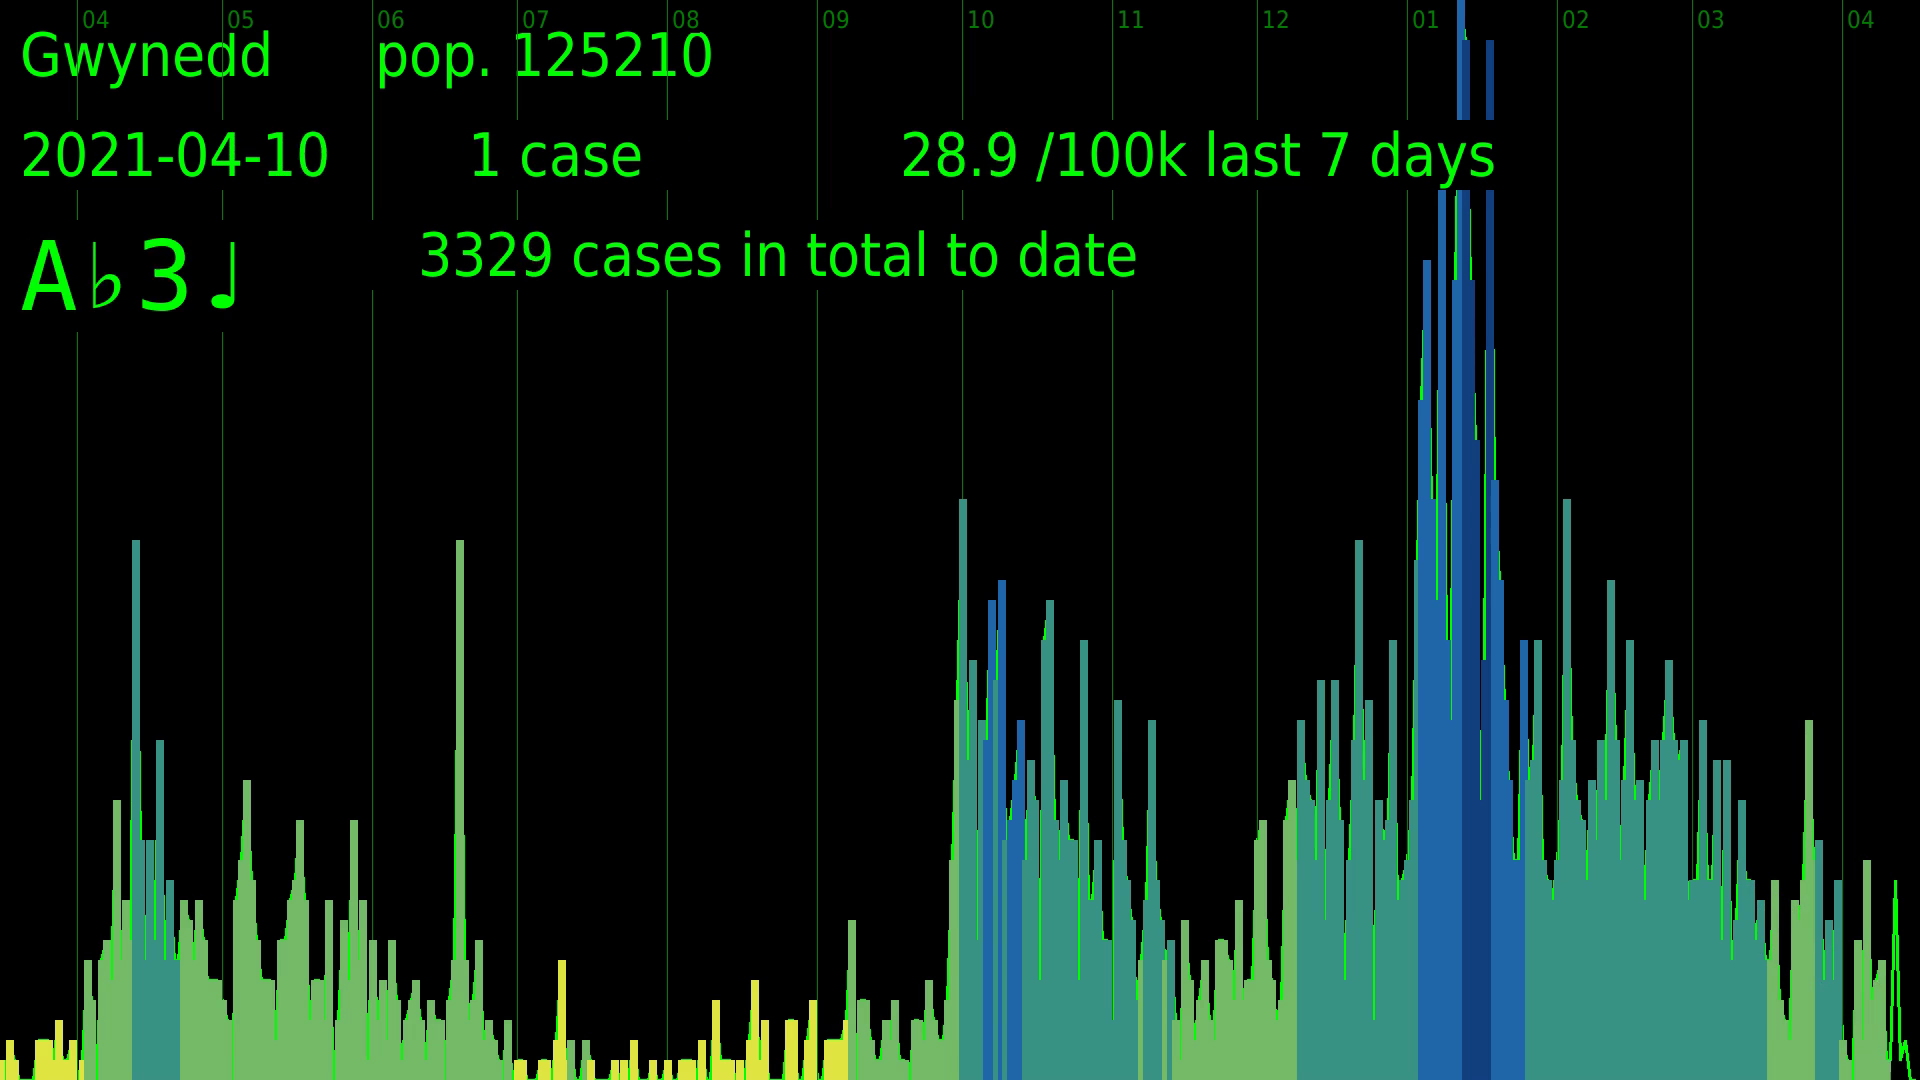 04 05 06 07 08 09 10 11 12 01 02 03 04
Gwynedd pop. 125210
2021-04-10 1 case 28.9 /100k last 7 days
A♭3♩ 3329 cases in total to date